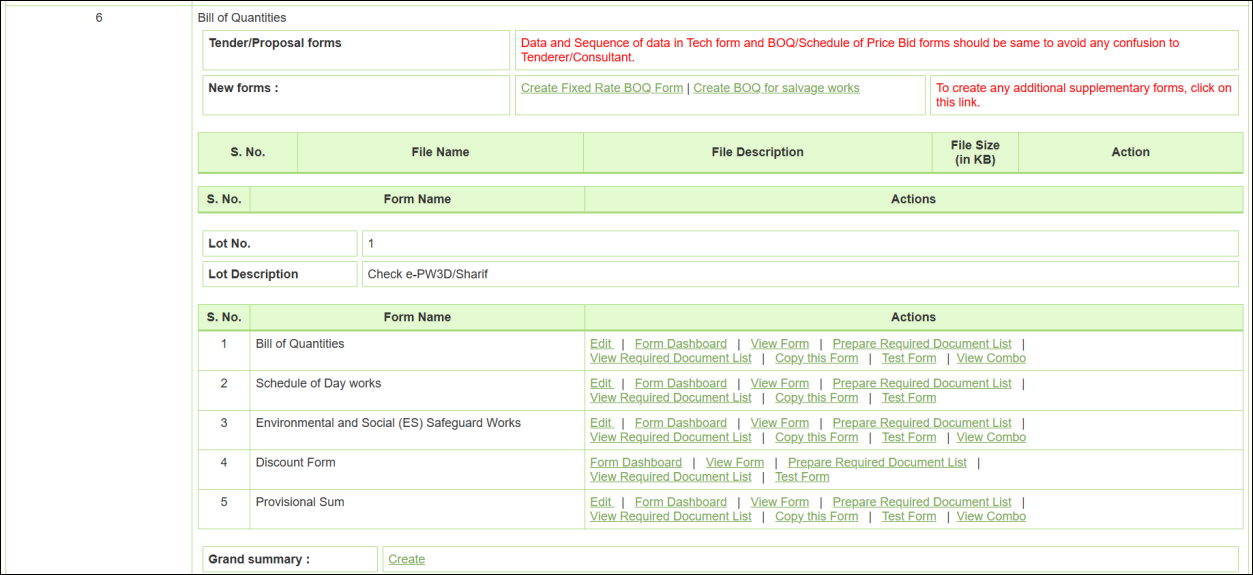 6
Bill of Quantities
Tender/Proposal forms
Data and Sequence of data in Tech form and BOQ/Schedule of Price Bid forms should be same to avoid any confusion to
Tenderer/Consultant.
New forms :
Create Fixed Rate BOQ Form | Create BOQ for salvage works
To create any additional supplementary forms, click on
this link.
S. No. File Name File Description File Size (in KB) Action
S. No. Form Name Actions
Lot No. 1
Lot Description Check e-PW3D/Sharif
S. No. Form Name Actions
1 Bill of Quantities
Edit | Form Dashboard | View Form | Prepare Required Document List |
View Required Document List | Copy this Form | Test Form | View Combo
2 Schedule of Day works
Edit | Form Dashboard | View Form | Prepare Required Document List |
View Required Document List | Copy this Form | Test Form
3 Environmental and Social (ES) Safeguard Works
Edit | Form Dashboard | View Form | Prepare Required Document List |
View Required Document List | Copy this Form | Test Form | View Combo
4 Discount Form
Form Dashboard | View Form | Prepare Required Document List |
View Required Document List | Test Form
5 Provisional Sum
Edit | Form Dashboard | View Form | Prepare Required Document List |
View Required Document List | Copy this Form | Test Form | View Combo
Grand summary : Create